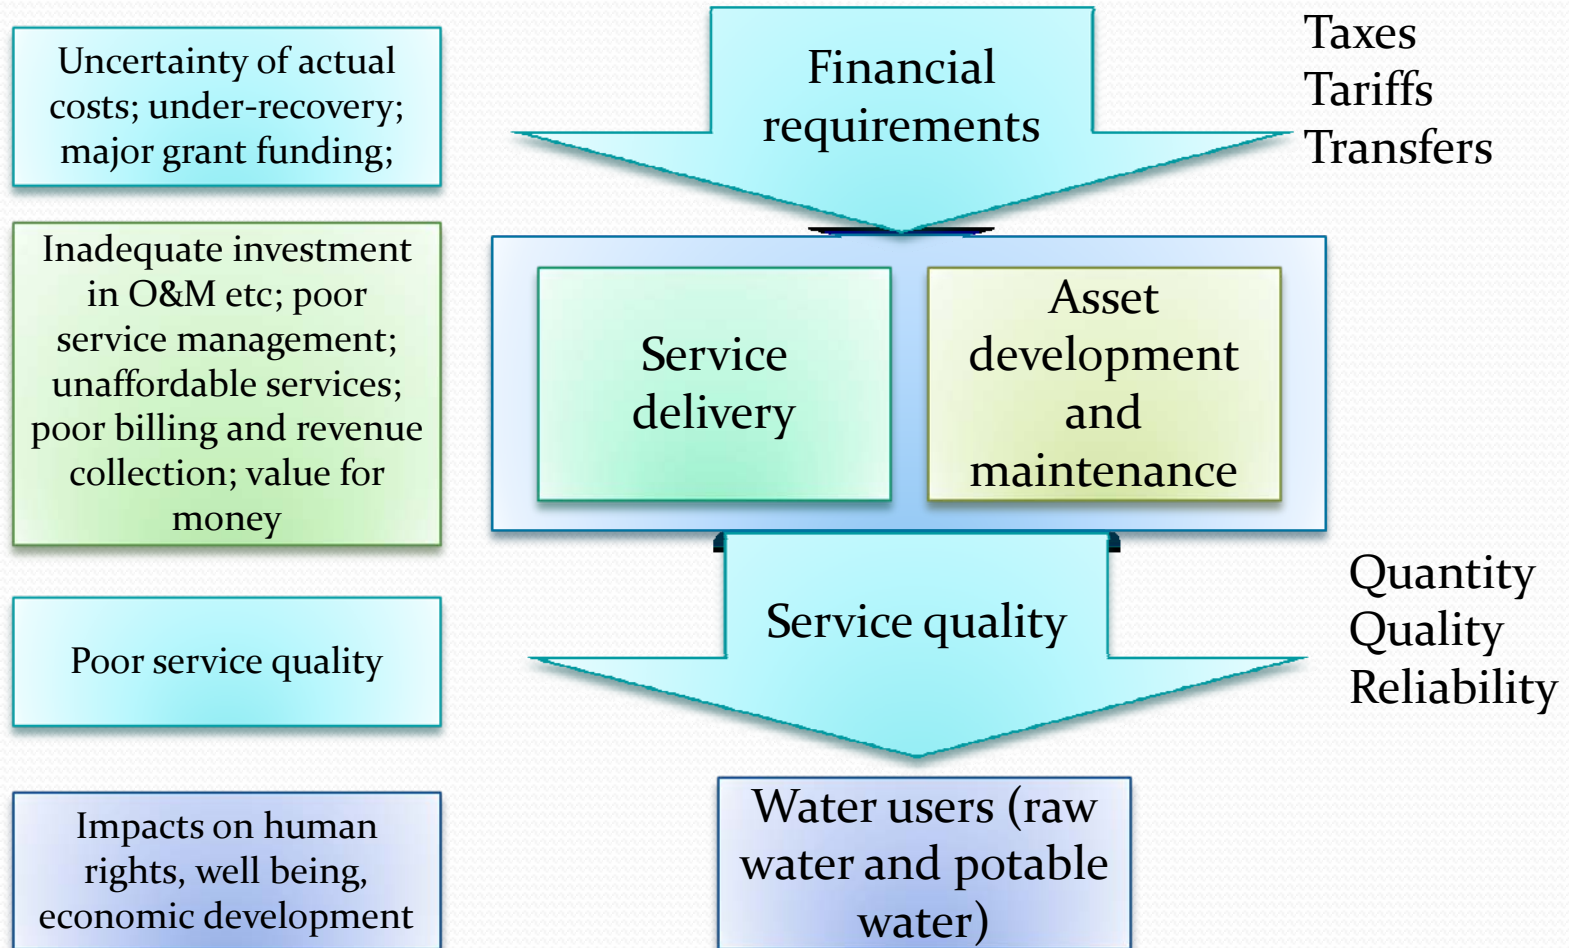 Uncertainty of actual
costs; under-recovery;
major grant funding;
Financial
requirements
Taxes
Tariffs
Transfers
Inadequate investment
in O&M etc; poor
service management;
unaffordable services;
poor billing and revenue
collection; value for
money
Service
delivery
Asset
development
and
maintenance
Poor service quality
Service quality
Quantity
Quality
Reliability
Impacts on human
rights, well being,
economic development
Water users (raw
water and potable
water)